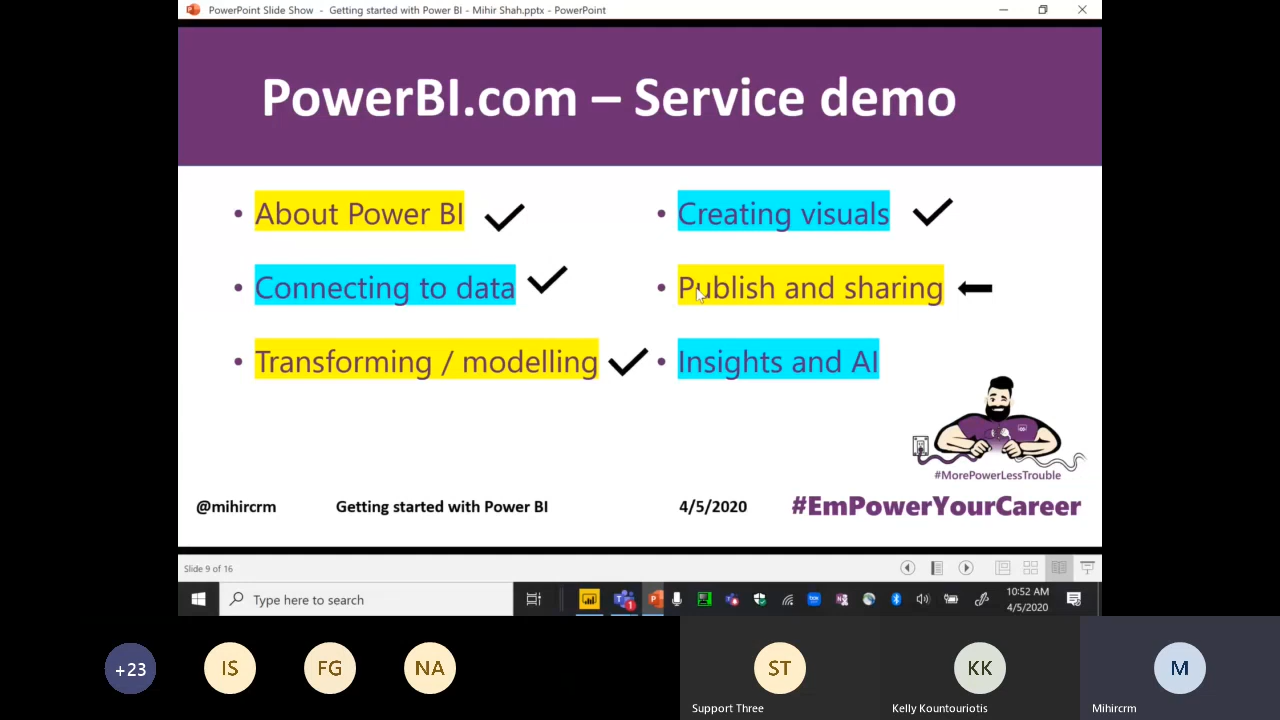 PowerPoint Slide Show - Getting started with Power BI - Mihir Shah.pptx - PowerPoint
PowerBI.com – Service demo
• About Power BI
• Connecting to data
• Transforming / modelling
• Creating visuals
• Publish and sharing
• Insights and AI
#MorePowerLessTrouble
@mihircrm
Getting started with Power BI
4/5/2020
#EmPowerYourCareer
Slide 9 of 16
Type here to search
10:52 AM
4/5/2020
+23
IS
FG
NA
ST
KK
M
Support Three
Kelly Kountouriotis
Mihircrm